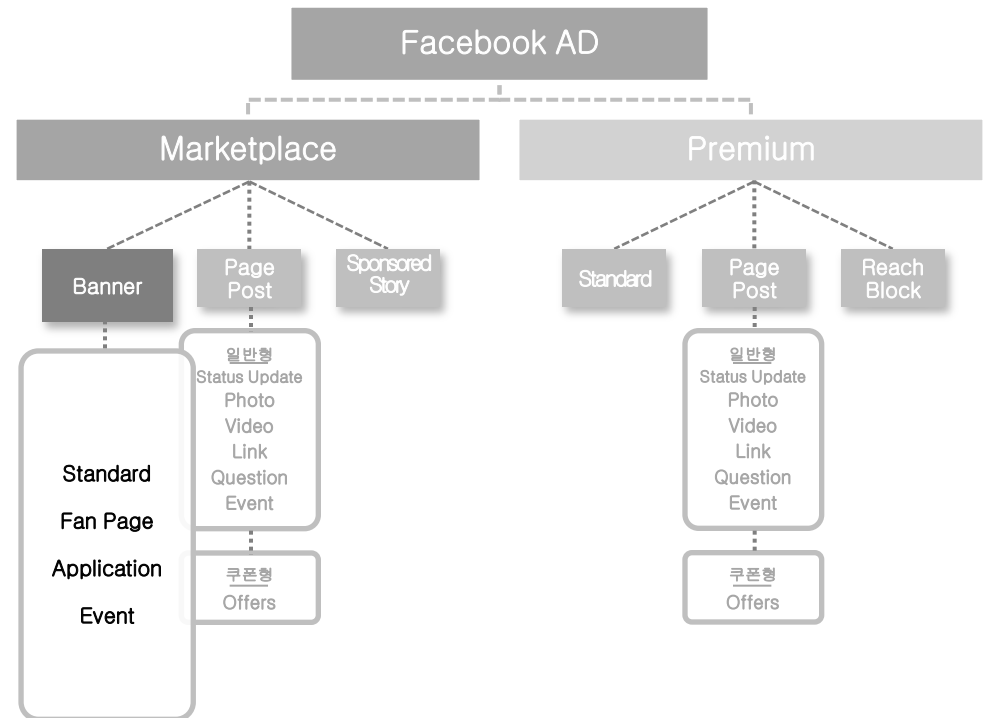 Facebook AD
Marketplace
Premium
Banner
Page
Post
Sponsored
Story
Standard
Page
Post
Reach
Block
Standard
Fan Page
Application
Event
일반형
Status Update
Photo
Video
Link
Question
Event
쿠폰형
Offers
일반형
Status Update
Photo
Video
Link
Question
Event
쿠폰형
Offers